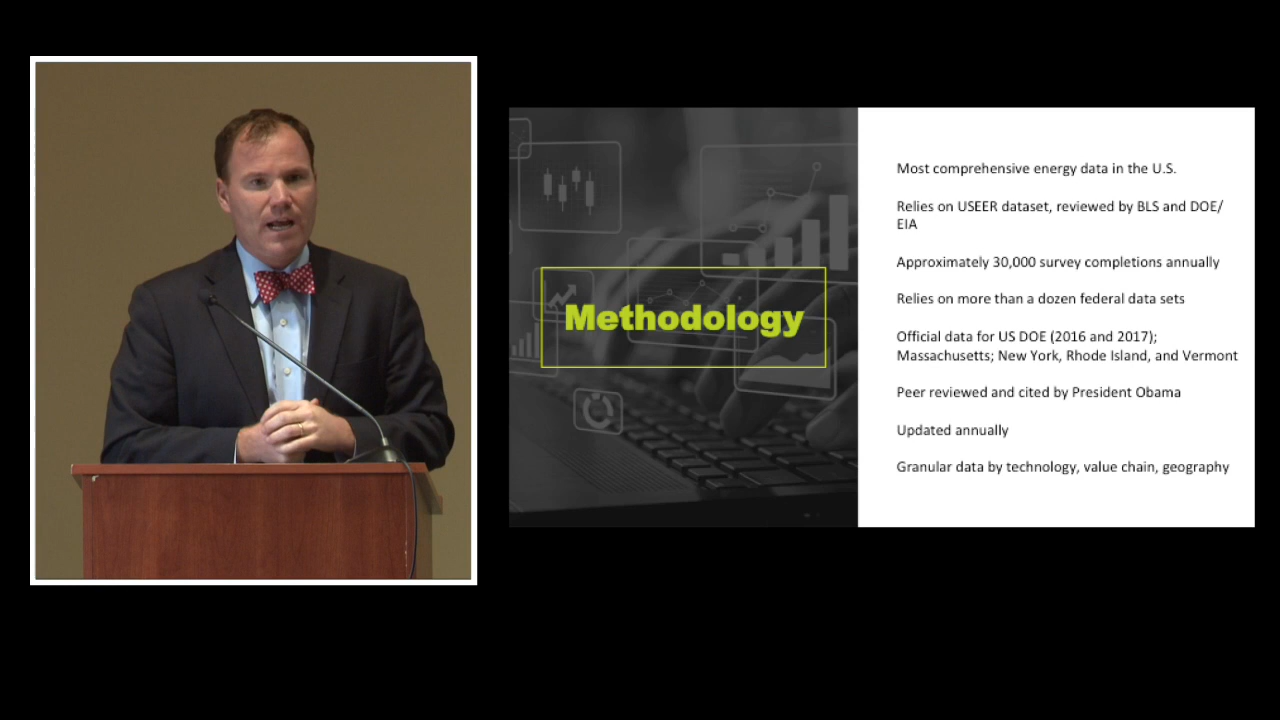 Methodology
Most comprehensive energy data in the U.S.
Relies on USEER dataset, reviewed by BLS and DOE/
EIA
Approximately 30,000 survey completions annually
Relies on more than a dozen federal data sets
Official data for US DOE (2016 and 2017);
Massachusetts; New York, Rhode Island, and Vermont
Peer reviewed and cited by President Obama
Updated annually
Granular data by technology, value chain, geography